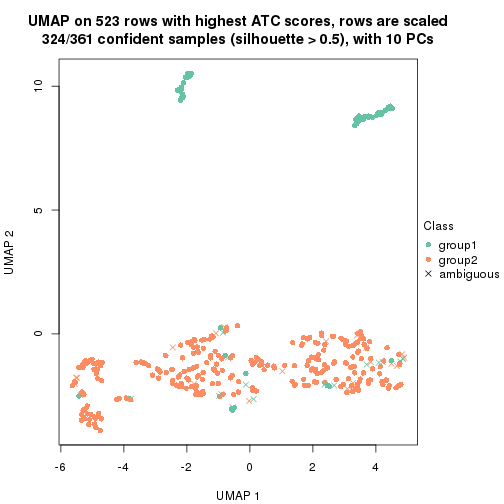 UMAP on 523 rows with highest ATC scores, rows are scaled
324/361 confident samples (silhouette > 0.5), with 10 PCs
10
5
0
UMAP 2
-6
-4
-2
0
2
4
UMAP 1
Class
group1
group2
ambiguous